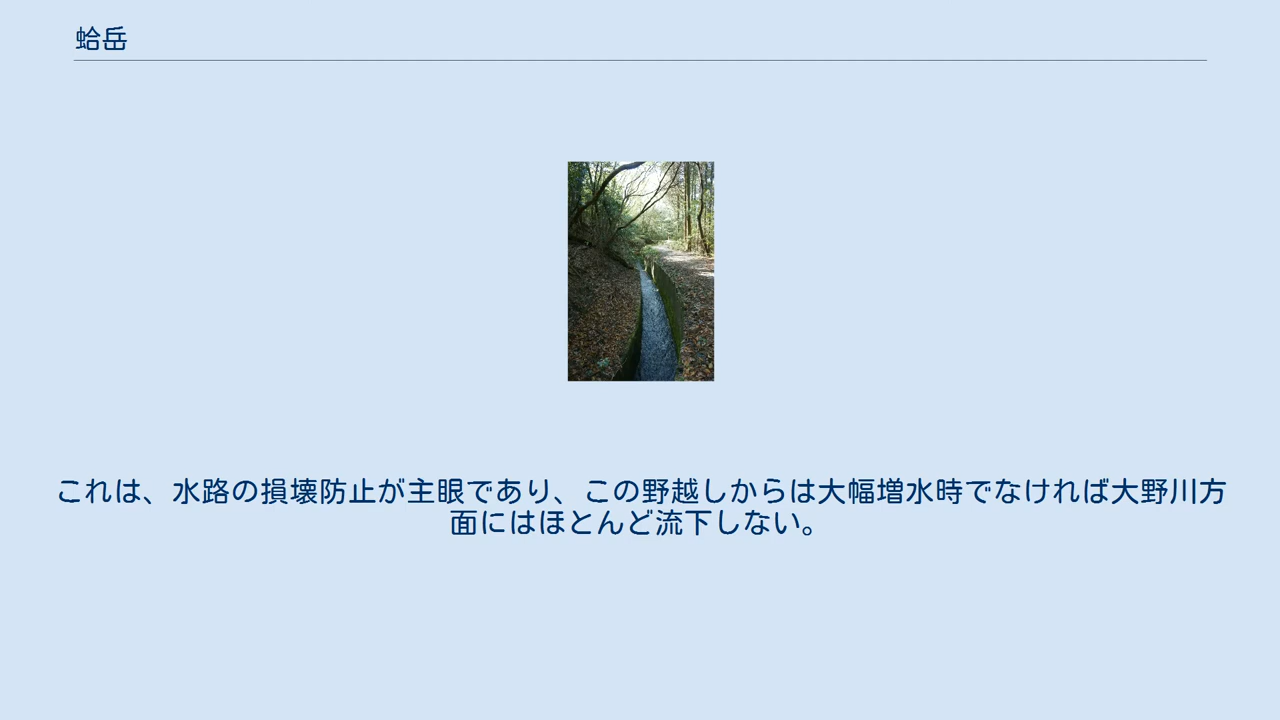 蛤岳
これは、水路の損壊防止が主眼であり、この野越しからは大幅増水時でなければ大野川方
面にはほとんど流下しない。